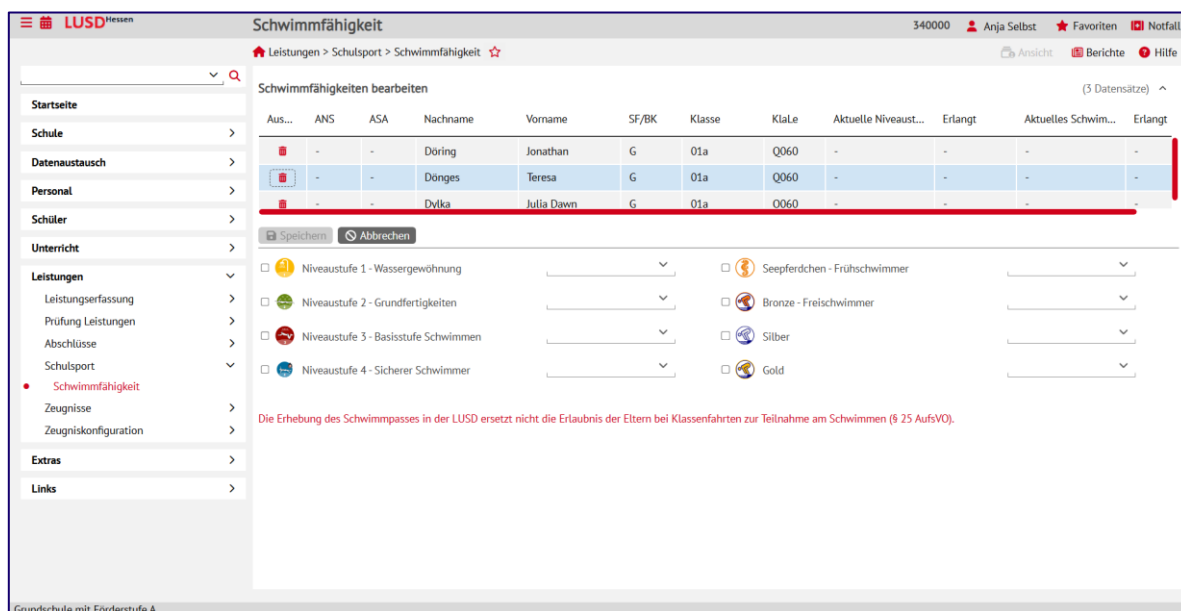 LUSD Hessen
Schwimmfähigkeit
340000 Anja Selbst Favoriten Notfall
Leistungen > Schulsport > Schwimmfähigkeit
Ansicht Berichte Hilfe
Startseite
Schule
Datenaustausch
Personal
Schüler
Unterricht
Leistungen
Leistungserfassung
Prüfung Leistungen
Abschlüsse
Schulsport
Schwimmfähigkeit
Zeugnisse
Zeugniskonfiguration
Extras
Links
Schwimmfähigkeiten bearbeiten (3 Datensätze)
Aus... ANS ASA Nachname Vorname SF/BK Klasse KlaLe Aktuelle Niveaust... Erlangt Aktuelles Schwim... Erlangt
- - Döring Jonathan G 01a Q060 - - - -
- - Dönges Teresa G 01a Q060 - - - -
- - Dylka Julia Dawn G 01a Q060 - - - -
Speichern Abbrechen
Niveaustufe 1 - Wassergewöhnung Seepferdchen - Frühschwimmer
Niveaustufe 2 - Grundfertigkeiten Bronze - Freischwimmer
Niveaustufe 3 - Basisstufe Schwimmen Silber
Niveaustufe 4 - Sicherer Schwimmer Gold
Die Erhebung des Schwimmpasses in der LUSD ersetzt nicht die Erlaubnis der Eltern bei Klassenfahrten zur Teilnahme am Schwimmen (§ 25 AufsVO).
Grundschule mit Förderstufe A